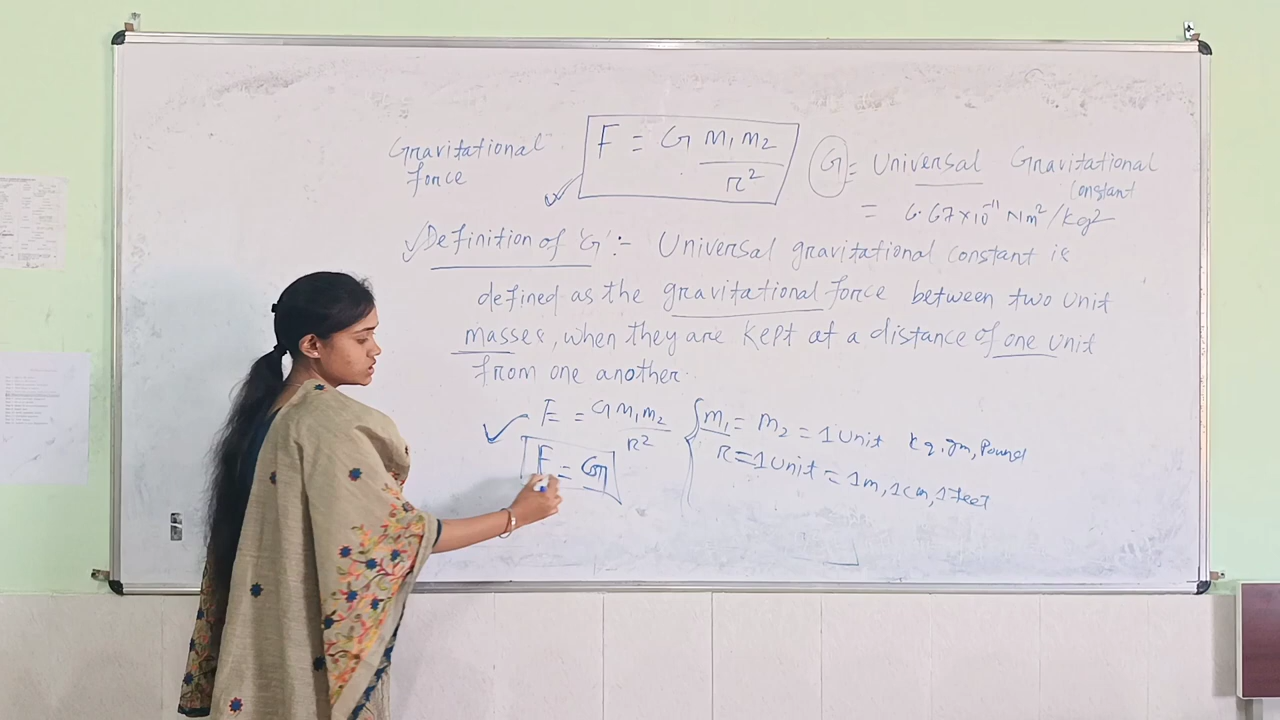 Gravitational
force
F = G m₁m₂/r²
G = Universal Gravitational
constant
= 6.67×10⁻¹¹ Nm²/kg²
Definition of 'G' :- Universal gravitational constant is
defined as the gravitational force between two unit
masses, when they are kept at a distance of one unit
from one another.
F = G m₁m₂/r²
F = G
m₁ = m₂ = 1 unit kg, gm, Pound
r = 1 unit = 1m, 1cm, 1 feet